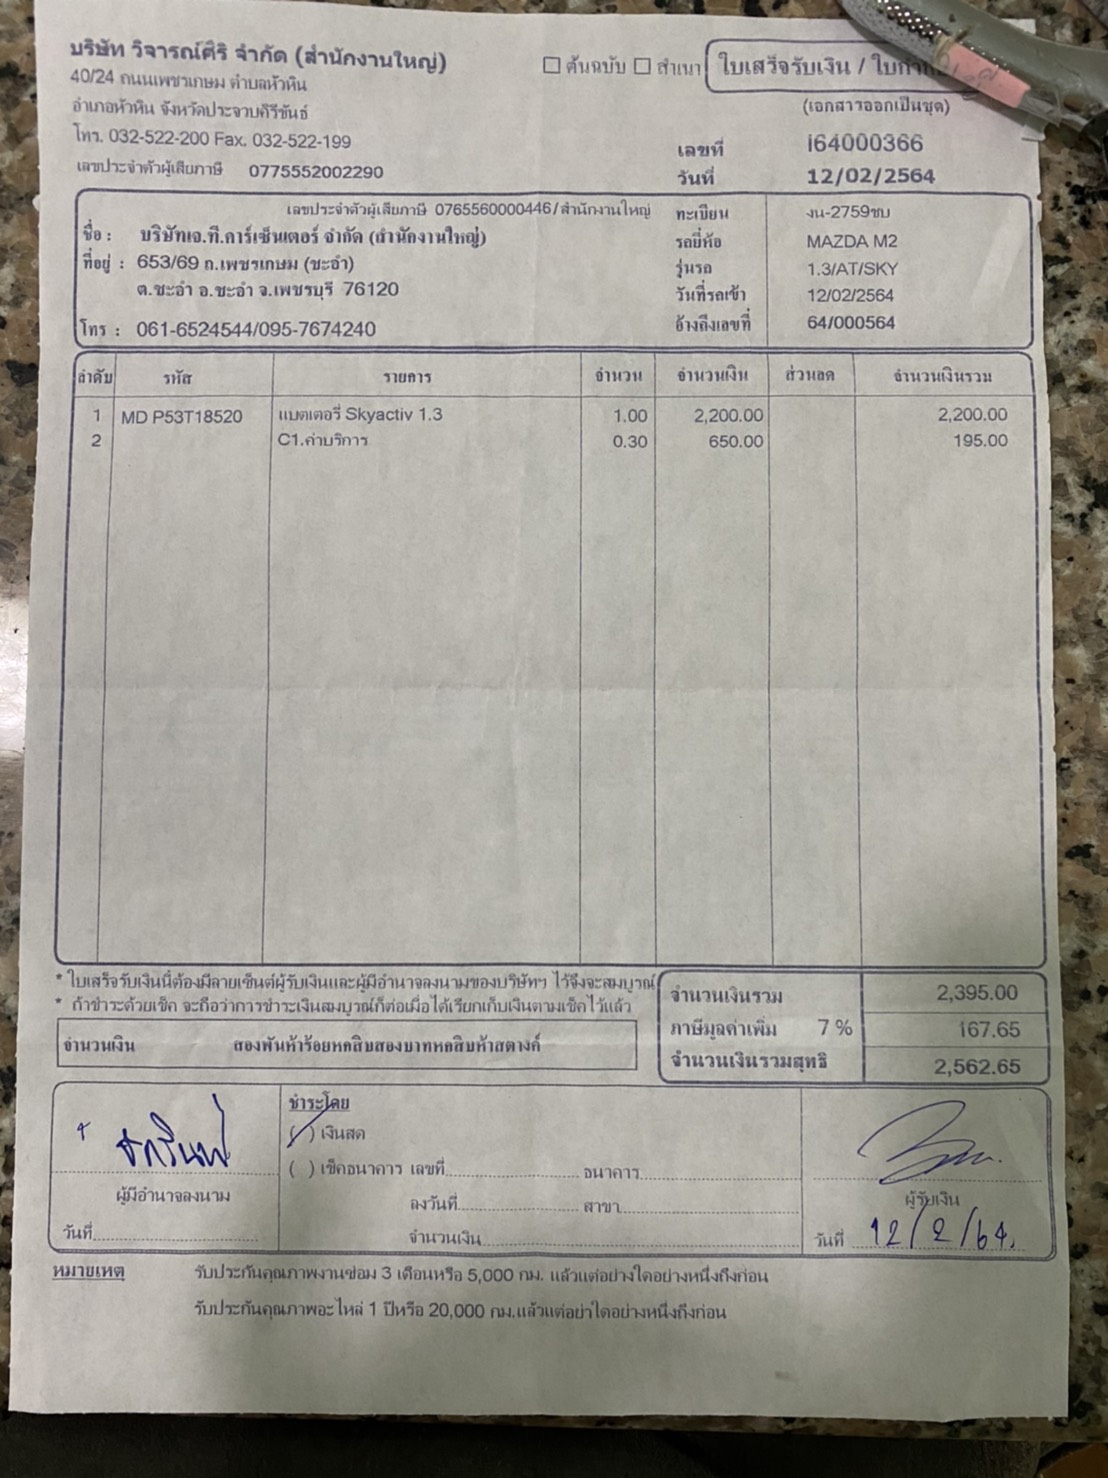 บริษัท วิจารณ์ศิริ จำกัด (สำนักงานใหญ่)
40/24 ถนนเพชรเกษม ตำบลหัวหิน
อำเภอหัวหิน จังหวัดประจวบคีรีขันธ์
โทร. 032-522-200 Fax. 032-522-199
เลขประจำตัวผู้เสียภาษี 0775552002290
☐ ต้นฉบับ ☐ สำเนา ใบเสร็จรับเงิน /
(เอกสารออกเป็นชุด)
เลขที่ i64000366
วันที่ 12/02/2564
เลขประจำตัวผู้เสียภาษี 0765560000446/สำนักงานใหญ่
ชื่อ : บริษัทเจ.ที.คาร์เซ็นเตอร์ จำกัด (สำนักงานใหญ่)
ที่อยู่ : 653/69 ถ.เพชรเกษม (ชะอำ)
ต.ชะอำ อ.ชะอำ จ.เพชรบุรี 76120
โทร : 061-6524544/095-7674240
ทะเบียน งน-2759ชบ
รถยี่ห้อ MAZDA M2
รุ่นรถ 1.3/AT/SKY
วันที่รถเข้า 12/02/2564
อ้างถึงเลขที่ 64/000564
ลำดับ รหัส รายการ จำนวน จำนวนเงิน ส่วนลด จำนวนเงินรวม
1 MD P53T18520 แบตเตอรี่ Skyactiv 1.3 1.00 2,200.00 2,200.00
2 C1.ค่าบริการ 0.30 650.00 195.00
* ใบเสร็จรับเงินนี้ต้องมีลายเซ็นต์ผู้รับเงินและผู้มีอำนาจลงนามของบริษัทฯ ไว้จึงจะสมบูรณ์
* ถ้าชำระด้วยเช็ค จะถือว่าการชำระเงินสมบูรณ์ก็ต่อเมื่อได้เรียกเก็บเงินตามเช็คไว้แล้ว
จำนวนเงิน สองพันห้าร้อยหกสิบสองบาทหกสิบห้าสตางค์
จำนวนเงินรวม 2,395.00
ภาษีมูลค่าเพิ่ม 7 % 167.65
จำนวนเงินรวมสุทธิ 2,562.65
ผู้มีอำนาจลงนาม
วันที่
ชำระโดย
(/) เงินสด
( ) เช็คธนาคาร เลขที่ ธนาคาร
ลงวันที่ สาขา
จำนวนเงิน
ผู้รับเงิน
วันที่ 12/2/64.
หมายเหตุ รับประกันคุณภาพงานซ่อม 3 เดือนหรือ 5,000 กม. แล้วแต่อย่างใดอย่างหนึ่งถึงก่อน
รับประกันคุณภาพอะไหล่ 1 ปีหรือ 20,000 กม.แล้วแต่อย่าใดอย่างหนึ่งถึงก่อน